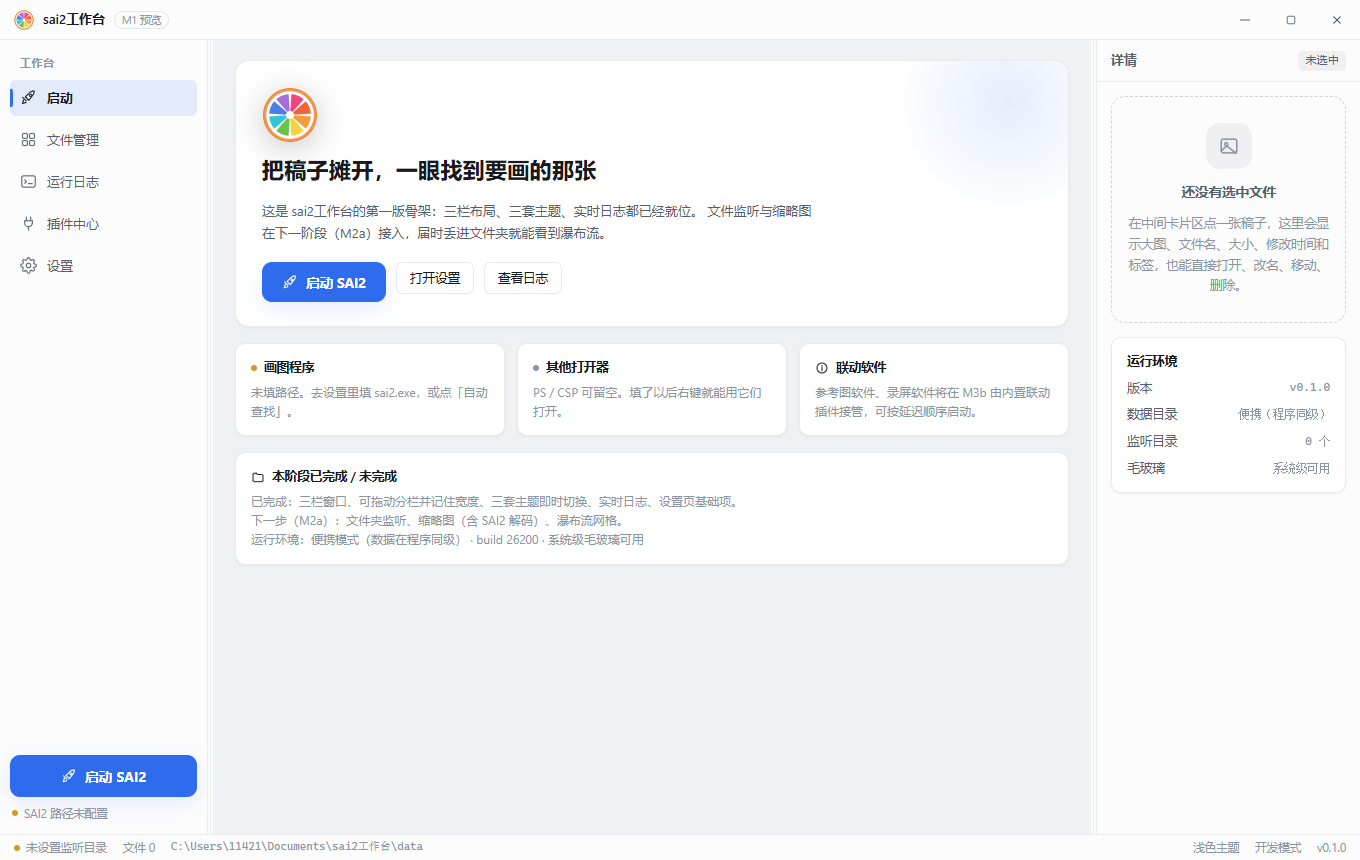 sai2工作台 M1 预览
工作台
启动
文件管理
运行日志
插件中心
设置
启动 SAI2
SAI2 路径未配置
把稿子摊开，一眼找到要画的那张
这是 sai2工作台的第一版骨架：三栏布局、三套主题、实时日志都已经就位。 文件监听与缩略图
在下一阶段（M2a）接入，届时丢进文件夹就能看到瀑布流。
启动 SAI2 打开设置 查看日志
画图程序
未填路径。去设置里填 sai2.exe，或点「自动
查找」。
其他打开器
PS / CSP 可留空。填了以后右键就能用它们
打开。
联动软件
参考图软件、录屏软件将在 M3b 由内置联动
插件接管，可按延迟顺序启动。
本阶段已完成 / 未完成
已完成：三栏窗口、可拖动分栏并记住宽度、三套主题即时切换、实时日志、设置页基础项。
下一步（M2a）：文件夹监听、缩略图（含 SAI2 解码）、瀑布流网格。
运行环境：便携模式（数据在程序同级） · build 26200 · 系统级毛玻璃可用
详情 未选中
还没有选中文件
在中间卡片区点一张稿子，这里会显
示大图、文件名、大小、修改时间和
标签，也能直接打开、改名、移动、
删除。
运行环境
版本 v0.1.0
数据目录 便携（程序同级）
监听目录 0 个
毛玻璃 系统级可用
未设置监听目录 文件 0 C:\Users\11421\Documents\sai2工作台\data
浅色主题 开发模式 v0.1.0